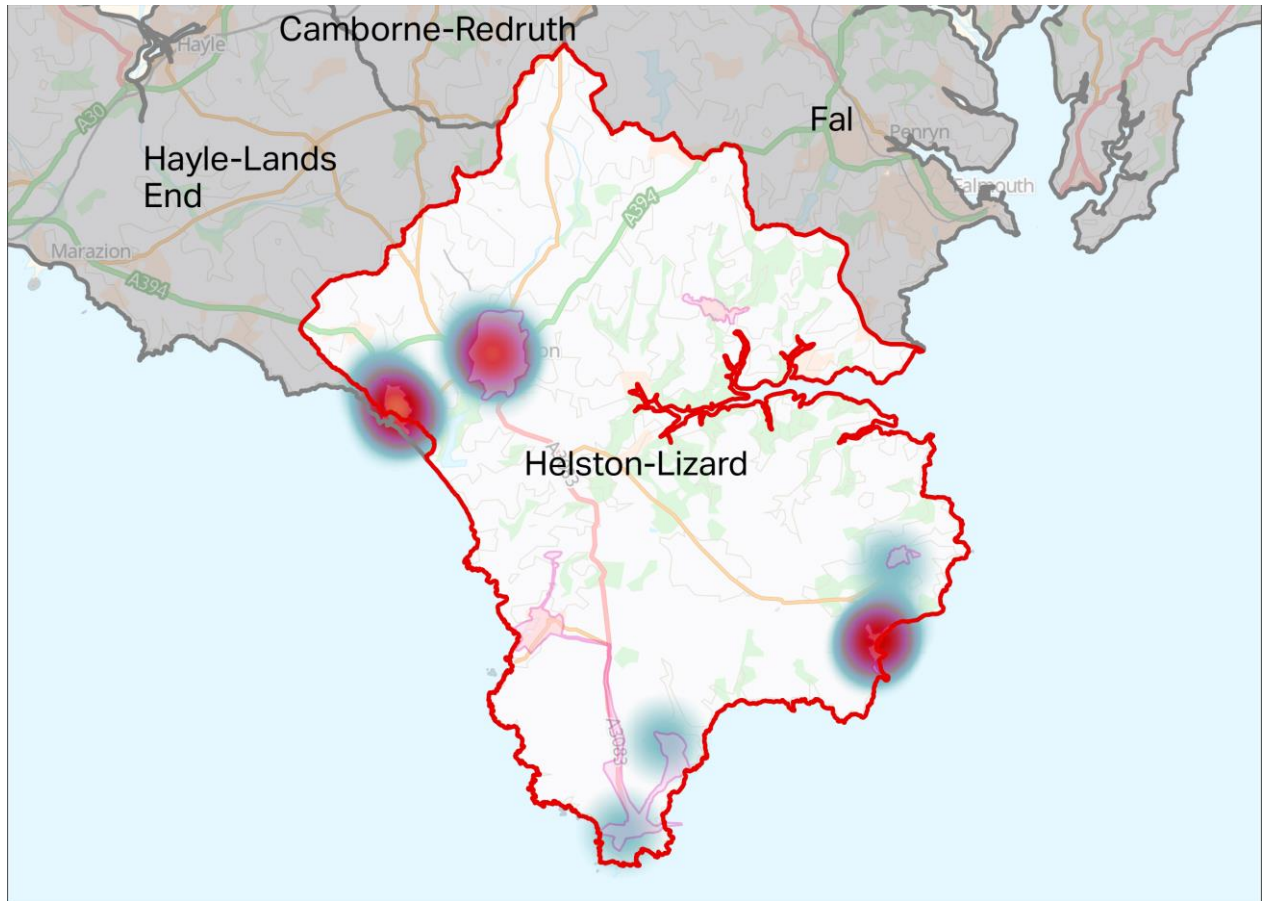 Camborne-Redruth
Hayle
A30
Fal
Penryn
Hayle-Lands
End
Falmouth
A394
Marazion
A394
Helston-Lizard
A3083